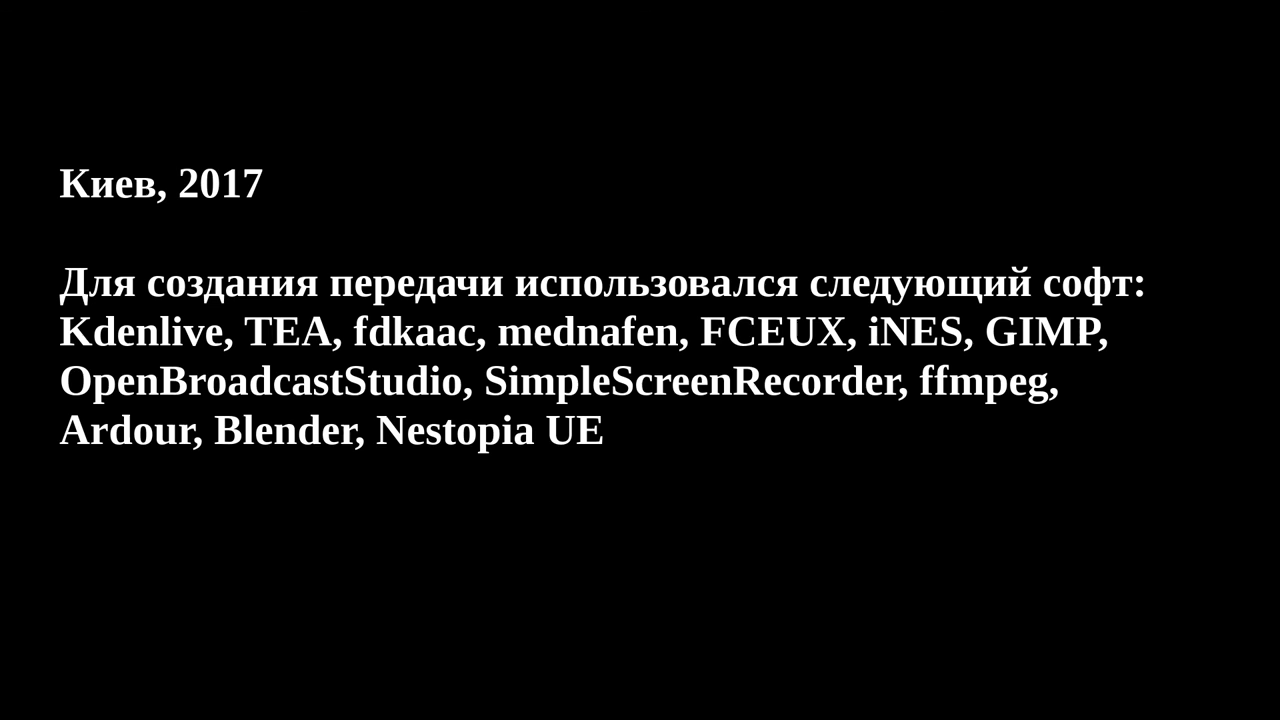 Киев, 2017
Для создания передачи использовался следующий софт:
Kdenlive, TEA, fdkaac, mednafen, FCEUX, iNES, GIMP,
OpenBroadcastStudio, SimpleScreenRecorder, ffmpeg,
Ardour, Blender, Nestopia UE